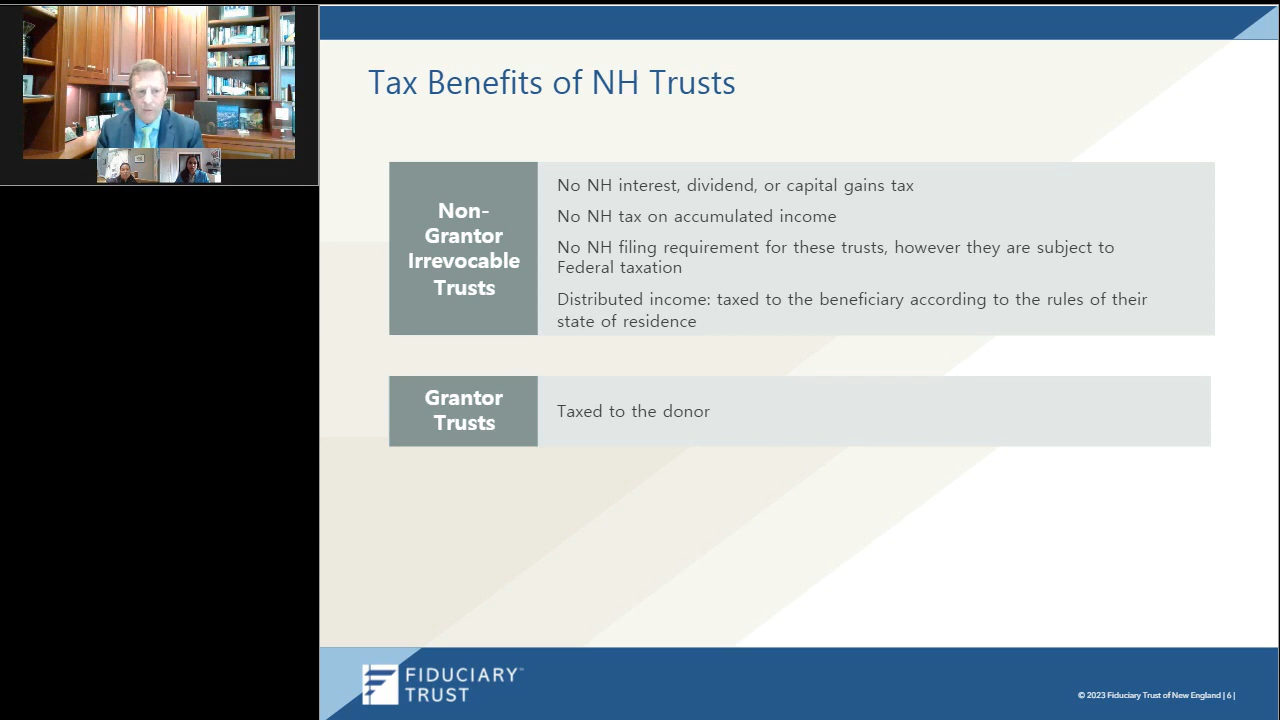 Tax Benefits of NH Trusts
Non-
Grantor
Irrevocable
Trusts
No NH interest, dividend, or capital gains tax
No NH tax on accumulated income
No NH filing requirement for these trusts, however they are subject to
Federal taxation
Distributed income: taxed to the beneficiary according to the rules of their
state of residence
Grantor
Trusts
Taxed to the donor
FIDUCIARY™
TRUST
© 2023 Fiduciary Trust of New England | 6 |